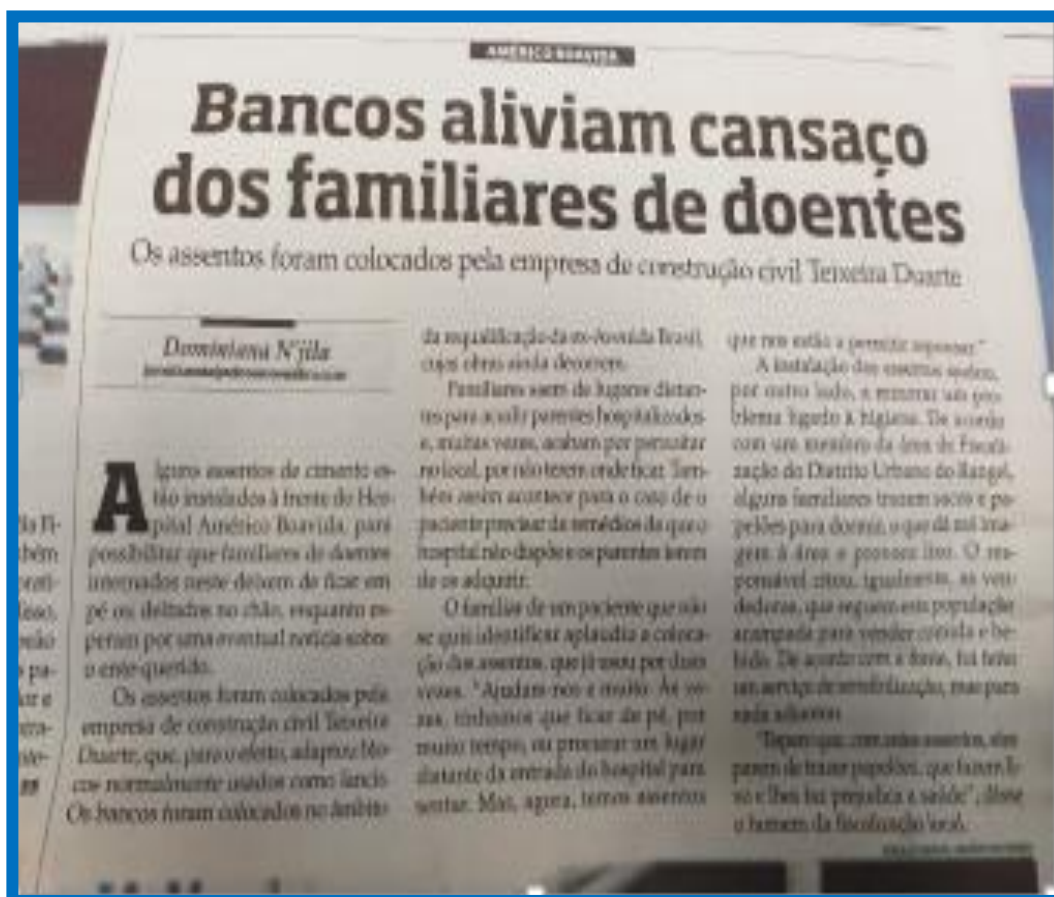 AMÉRICO BOAVIDA
Bancos aliviam cansaço
dos familiares de doentes
Os assentos foram colocados pela empresa de construção civil Teixeira Duarte
Dominiana N'jila
Alguns assentos de cimento es-
tão instalados à frente do Hos-
pital Américo Boavida, para
possibilitar que familiares de doentes
internados neste deixem de ficar em
pé ou deitados no chão, enquanto es-
peram por uma eventual notícia sobre
o ente querido.
Os assentos foram colocados pela
empresa de construção civil Teixeira
Duarte, que, para o efeito, adaptou blo-
cos normalmente usados como lancis.
Os bancos foram colocados no âmbito
da requalificação da ex-Avenida Brasil,
cujas obras ainda decorrem.
Familiares saem de lugares distan-
tes para acudir parentes hospitalizados
e, muitas vezes, acabam por pernoitar
no local, por não terem onde ficar. Tam-
bém assim acontece para o caso de o
paciente precisar de remédios de que o
hospital não dispõe e os parentes terem
de os adquirir.
O familiar de um paciente que não
se quis identificar aplaudiu a coloca-
ção dos assentos, que já usou por duas
vezes. "Ajudam-nos e muito. Às ve-
zes, tínhamos que ficar de pé, por
muito tempo, ou procurar um lugar
distante da entrada do hospital para
sentar. Mas, agora, temos assentos
que nos estão a permitir repousar."
A instalação dos assentos
por outro lado, a minorar um pro-
blema ligado à higiene. De acordo
com um membro da área de Fiscali-
zação do Distrito Urbano do Rangel,
alguns familiares trazem sacos e pa-
pelões para dormir, o que dá má ima-
gem à área e provoca lixo. O res-
ponsável citou, igualmente, as ven-
dedoras, que seguem esta população
acampada para vender comida e be-
bida. De acordo com a fonte, foi feito
um serviço de sensibilização, mas para
nada adiantou.
que, com estes assentos, eles
parem de trazer papelões, que fazem li-
xo e lhes faz prejudica a saúde", disse
o homem da fiscalização local.